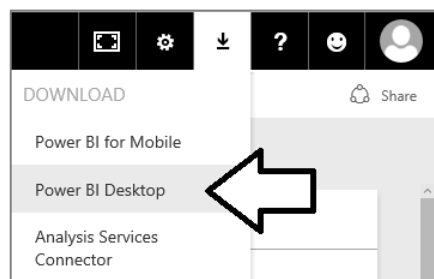 ?
DOWNLOAD
Share
Power BI for Mobile
Power BI Desktop
Analysis Services
Connector